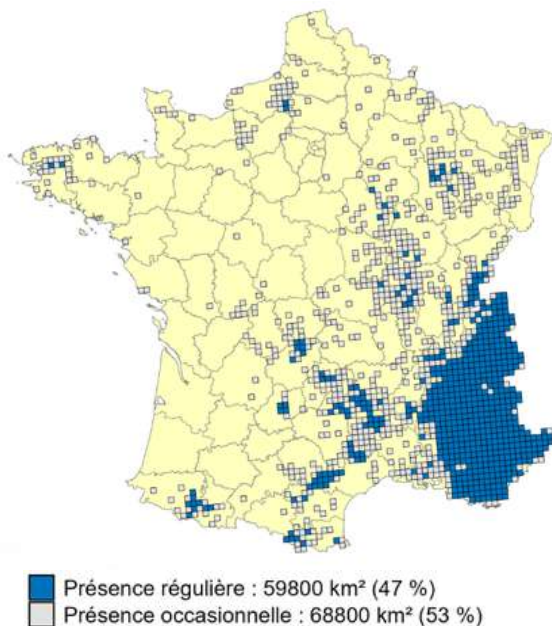 Présence régulière : 59800 km² (47 %)
Présence occasionnelle : 68800 km² (53 %)